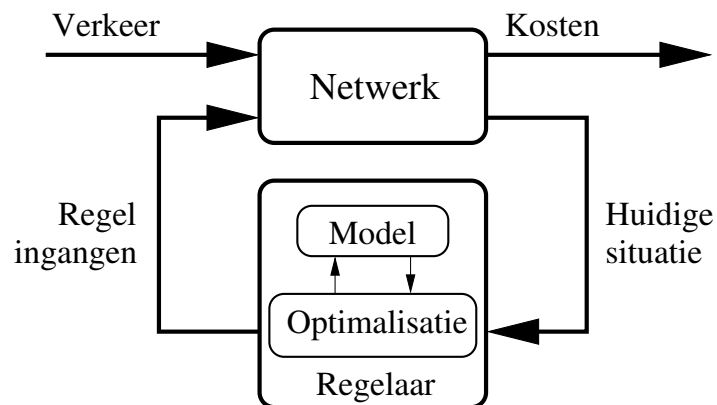 Verkeer
Kosten
Netwerk
Regel
ingangen
Model
Optimalisatie
Regelaar
Huidige
situatie